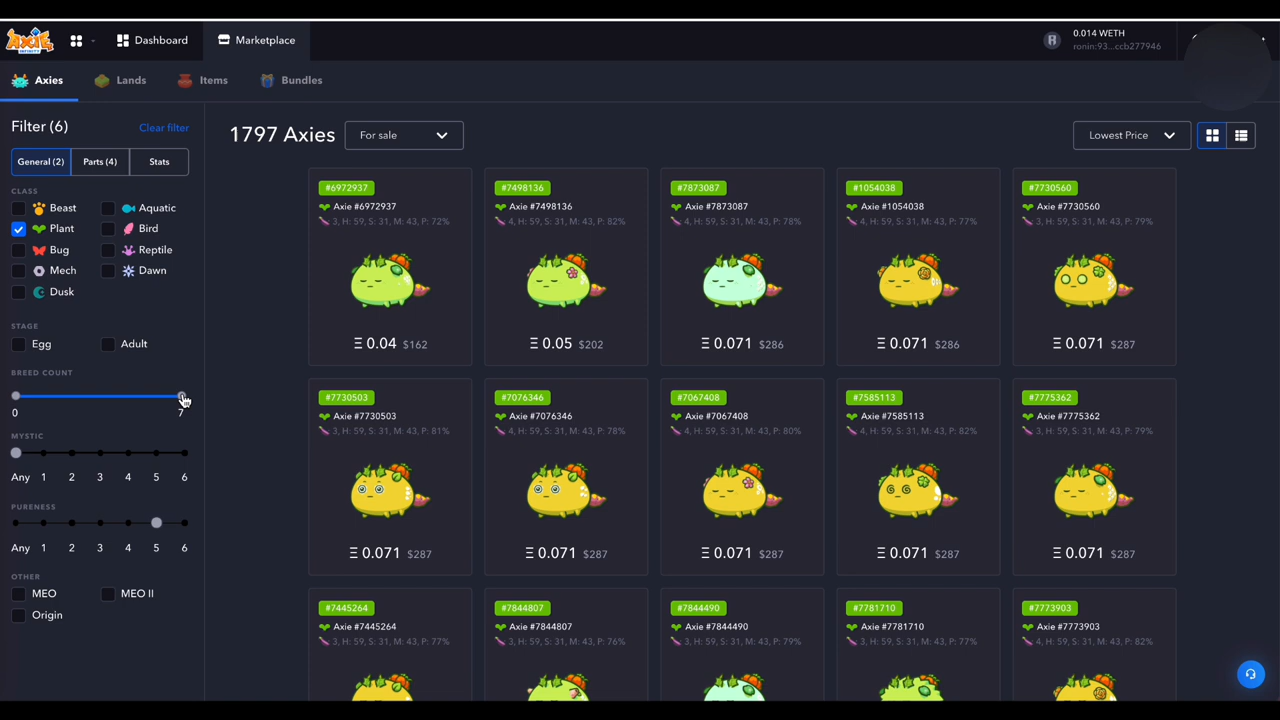 AXIE
INFINITY
Dashboard
Marketplace
0.014 WETH
ronin:93...ccb277946
Axies
Lands
Items
Bundles
Filter (6)
Clear filter
General (2)
Parts (4)
Stats
CLASS
Beast
Aquatic
Plant
Bird
Bug
Reptile
Mech
Dawn
Dusk
STAGE
Egg
Adult
BREED COUNT
0
7
MYSTIC
Any 1 2 3 4 5 6
PURENESS
Any 1 2 3 4 5 6
OTHER
MEO
MEO II
Origin
1797 Axies
For sale
Lowest Price
#6972937
Axie #6972937
3, H: 59, S: 31, M: 43, P: 72%
Ξ 0.04 $162
#7498136
Axie #7498136
4, H: 59, S: 31, M: 43, P: 82%
Ξ 0.05 $202
#7873087
Axie #7873087
4, H: 59, S: 31, M: 43, P: 78%
Ξ 0.071 $286
#1054038
Axie #1054038
4, H: 59, S: 31, M: 43, P: 77%
Ξ 0.071 $286
#7730560
Axie #7730560
3, H: 59, S: 31, M: 43, P: 79%
Ξ 0.071 $287
#7730503
Axie #7730503
3, H: 59, S: 31, M: 43, P: 81%
Ξ 0.071 $287
#7076346
Axie #7076346
4, H: 59, S: 31, M: 43, P: 78%
Ξ 0.071 $287
#7067408
Axie #7067408
4, H: 59, S: 31, M: 43, P: 80%
Ξ 0.071 $287
#7585113
Axie #7585113
4, H: 59, S: 31, M: 43, P: 82%
Ξ 0.071 $287
#7775362
Axie #7775362
3, H: 59, S: 31, M: 43, P: 79%
Ξ 0.071 $287
#7445264
Axie #7445264
3, H: 59, S: 31, M: 43, P: 77%
#7844807
Axie #7844807
3, H: 59, S: 31, M: 43, P: 76%
#7844490
Axie #7844490
3, H: 59, S: 31, M: 43, P: 79%
#7781710
Axie #7781710
3, H: 59, S: 31, M: 43, P: 77%
#7773903
Axie #7773903
4, H: 59, S: 31, M: 43, P: 82%